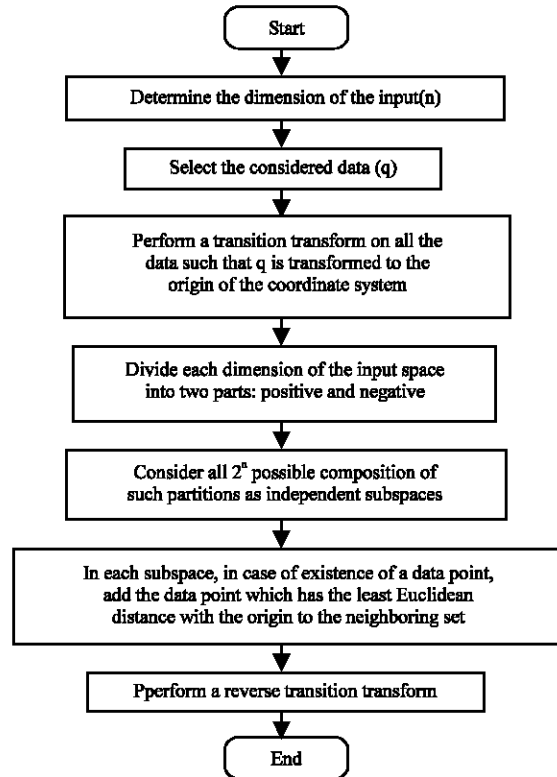 Start
Determine the dimension of the input(n)
Select the considered data (q)
Perform a transition transform on all the
data such that q is transformed to the
origin of the coordinate system
Divide each dimension of the input space
into two parts: positive and negative
Consider all 2ⁿ possible composition of
such partitions as independent subspaces
In each subspace, in case of existence of a data point,
add the data point which has the least Euclidean
distance with the origin to the neighboring set
Pperform a reverse transition transform
End